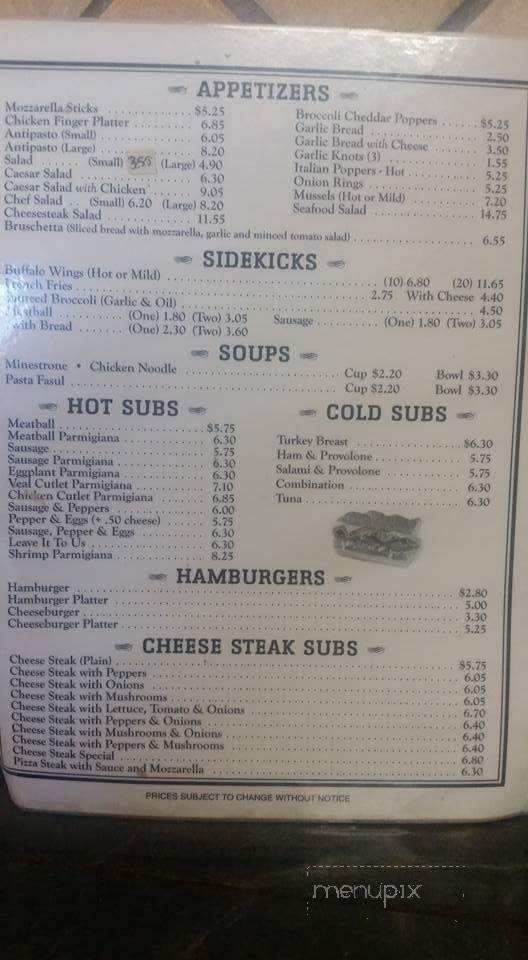 APPETIZERS
Mozzarella Sticks ............ $5.25
Chicken Finger Platter .......... 6.85
Antipasto (Small) ............. 6.05
Antipasto (Large) ............. 8.20
Salad ...... (Small) 3.55 (Large) 4.90
Caesar Salad ................ 6.30
Caesar Salad with Chicken ....... 9.05
Chef Salad .. (Small) 6.20 (Large) 8.20
Cheesesteak Salad ............. 11.55
Broccoli Cheddar Poppers ...... $5.25
Garlic Bread ................ 2.50
Garlic Bread with Cheese ........ 3.50
Garlic Knots (3) ............. 1.55
Italian Poppers - Hot .......... 5.25
Onion Rings ................ 5.25
Mussels (Hot or Mild) .......... 7.20
Seafood Salad ............... 14.75
Bruschetta (Sliced bread with mozzarella, garlic and minced tomato salad) ............ 6.55
SIDEKICKS
Buffalo Wings (Hot or Mild) .............. (10) 6.80 (20) 11.65
French Fries .............. 2.75 With Cheese 4.40
Broccoli (Garlic & Oil) .............. 4.50
Meatball ....... (One) 1.80 (Two) 3.05 Sausage .......... (One) 1.80 (Two) 3.05
with Bread ....... (One) 2.30 (Two) 3.60
SOUPS
Minestrone • Chicken Noodle .............. Cup $2.20 Bowl $3.30
Pasta Fasul .............. Cup $2.20 Bowl $3.30
HOT SUBS
Meatball .............. $5.75
Meatball Parmigiana .............. 6.30
Sausage .............. 5.75
Sausage Parmigiana .............. 6.30
Eggplant Parmigiana .............. 6.30
Veal Cutlet Parmigiana .......... 7.10
Chicken Cutlet Parmigiana ....... 6.85
Sausage & Peppers .............. 6.00
Pepper & Eggs (+ .50 cheese) ...... 5.75
Sausage, Pepper & Eggs .......... 6.30
Leave It To Us .............. 6.30
Shrimp Parmigiana .............. 8.25
COLD SUBS
Turkey Breast .............. $6.30
Ham & Provolone .............. 5.75
Salami & Provolone .............. 5.75
Combination .............. 6.30
Tuna .............. 6.30
HAMBURGERS
Hamburger .............. $2.80
Hamburger Platter .............. 5.00
Cheeseburger .............. 3.30
Cheeseburger Platter .............. 5.25
CHEESE STEAK SUBS
Cheese Steak (Plain) .............. $5.75
Cheese Steak with Peppers .............. 6.05
Cheese Steak with Onions .............. 6.05
Cheese Steak with Mushrooms .............. 6.05
Cheese Steak with Lettuce, Tomato & Onions .............. 6.70
Cheese Steak with Peppers & Onions .............. 6.40
Cheese Steak with Mushrooms & Onions .............. 6.40
Cheese Steak with Peppers & Mushrooms .............. 6.40
Cheese Steak Special .............. 6.80
Pizza Steak with Sauce and Mozzarella .............. 6.30
PRICES SUBJECT TO CHANGE WITHOUT NOTICE
menupix